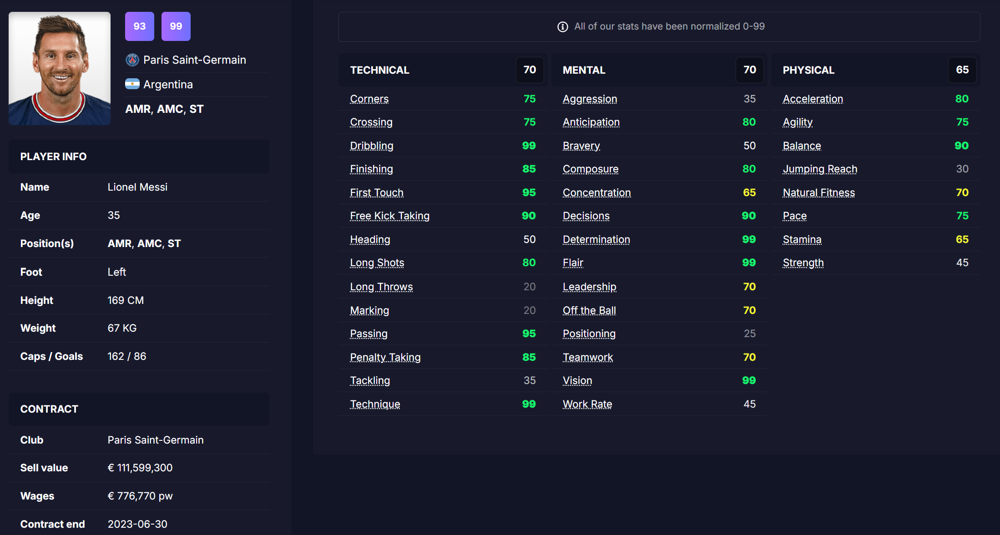 93 99
Paris Saint-Germain
Argentina
AMR, AMC, ST
PLAYER INFO
Name Lionel Messi
Age 35
Position(s) AMR, AMC, ST
Foot Left
Height 169 CM
Weight 67 KG
Caps / Goals 162 / 86
CONTRACT
Club Paris Saint-Germain
Sell value € 111,599,300
Wages € 776,770 pw
Contract end 2023-06-30
All of our stats have been normalized 0-99
TECHNICAL 70
Corners 75
Crossing 75
Dribbling 99
Finishing 85
First Touch 95
Free Kick Taking 90
Heading 50
Long Shots 80
Long Throws 20
Marking 20
Passing 95
Penalty Taking 85
Tackling 35
Technique 99
MENTAL 70
Aggression 35
Anticipation 80
Bravery 50
Composure 80
Concentration 65
Decisions 90
Determination 99
Flair 99
Leadership 70
Off the Ball 70
Positioning 25
Teamwork 70
Vision 99
Work Rate 45
PHYSICAL 65
Acceleration 80
Agility 75
Balance 90
Jumping Reach 30
Natural Fitness 70
Pace 75
Stamina 65
Strength 45